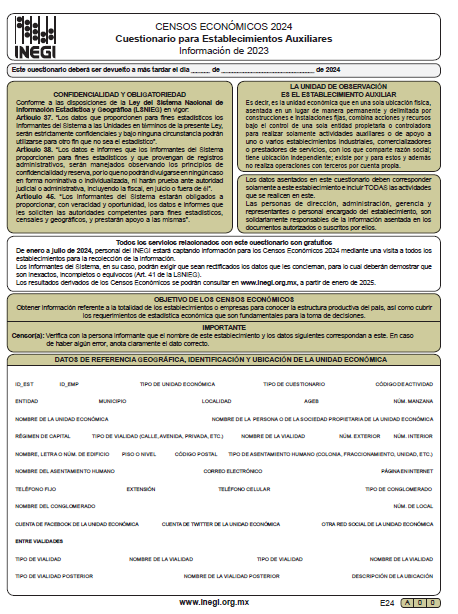 INEGI
CENSOS ECONÓMICOS 2024
Cuestionario para Establecimientos Auxiliares
Información de 2023
Este cuestionario deberá ser devuelto a más tardar el día _____ de ______________________ de 2024
CONFIDENCIALIDAD Y OBLIGATORIEDAD
Conforme a las disposiciones de la Ley del Sistema Nacional de
Información Estadística y Geográfica (LSNIEG) en vigor:
Artículo 37. "Los datos que proporcionen para fines estadísticos los
informantes del Sistema a las Unidades en términos de la presente Ley,
serán estrictamente confidenciales y bajo ninguna circunstancia podrán
utilizarse para otro fin que no sea el estadístico".
Artículo 38. "Los datos e informes que los Informantes del Sistema
proporcionen para fines estadísticos y que provengan de registros
administrativos, serán manejados observando los principios de
confidencialidad y reserva, por lo que no podrán divulgarse en ningún caso
en forma nominativa o individualizada, ni harán prueba ante autoridad
judicial o administrativa, incluyendo la fiscal, en juicio o fuera de él".
Artículo 45. "Los Informantes del Sistema estarán obligados a
proporcionar, con veracidad y oportunidad, los datos e informes que
les soliciten las autoridades competentes para fines estadísticos,
censales y geográficos, y prestarán apoyo a las mismas".
LA UNIDAD DE OBSERVACIÓN
ES EL ESTABLECIMIENTO AUXILIAR
Es decir, es la unidad económica que en una sola ubicación física,
asentada en un lugar de manera permanente y delimitada por
construcciones e instalaciones fijas, combina acciones y recursos
bajo el control de una sola entidad propietaria o controladora
para realizar solamente actividades auxiliares o de apoyo a
uno o varios establecimientos industriales, comercializadores
o prestadores de servicios, con los que comparte razón social;
tiene ubicación independiente; existe por y para estos y además
no realiza operaciones con terceros por cuenta propia.
Los datos asentados en este cuestionario deben corresponder
solamente a este establecimiento e incluir TODAS las actividades
que se realicen en este.
Las personas de dirección, administración, gerencia y
representantes o personal encargado del establecimiento, son
solidariamente responsables de la información asentada en los
documentos autorizados o suscritos por ellos.
Todos los servicios relacionados con este cuestionario son gratuitos
De enero a julio de 2024, personal del INEGI estará captando información para los Censos Económicos 2024 mediante una visita a todos los
establecimientos para la recolección de la información.
Los Informantes del Sistema, en su caso, podrán exigir que sean rectificados los datos que les conciernan, para lo cual deberán demostrar que
son inexactos, incompletos o equívocos (Art. 41 de la LSNIEG).
Los resultados derivados de los Censos Económicos se podrán consultar en www.inegi.org.mx, a partir de enero de 2025.
OBJETIVO DE LOS CENSOS ECONÓMICOS
Obtener información referente a la totalidad de los establecimientos o empresas para conocer la estructura productiva del país, así como cubrir
los requerimientos de estadística económica que son fundamentales para la toma de decisiones.
IMPORTANTE
Censor(a): Verifica con la persona informante que el nombre de este establecimiento y los datos siguientes correspondan a este. En caso
de haber algún error, anota claramente el dato correcto.
DATOS DE REFERENCIA GEOGRÁFICA, IDENTIFICACIÓN Y UBICACIÓN DE LA UNIDAD ECONÓMICA
ID_EST ID_EMP TIPO DE UNIDAD ECONÓMICA TIPO DE CUESTIONARIO CÓDIGO DE ACTIVIDAD
ENTIDAD MUNICIPIO LOCALIDAD AGEB NÚM. MANZANA
NOMBRE DE LA UNIDAD ECONÓMICA NOMBRE DE LA PERSONA O DE LA SOCIEDAD PROPIETARIA DE LA UNIDAD ECONÓMICA
RÉGIMEN DE CAPITAL TIPO DE VIALIDAD (CALLE, AVENIDA, PRIVADA, ETC.) NOMBRE DE LA VIALIDAD NÚM. EXTERIOR NÚM. INTERIOR
NOMBRE, LETRA O NÚM. DE EDIFICIO PISO O NIVEL CÓDIGO POSTAL TIPO DE ASENTAMIENTO HUMANO (COLONIA, FRACCIONAMIENTO, UNIDAD, ETC.)
NOMBRE DEL ASENTAMIENTO HUMANO CORREO ELECTRÓNICO PÁGINA EN INTERNET
TELÉFONO FIJO EXTENSIÓN TELÉFONO CELULAR TIPO DE CONGLOMERADO
NOMBRE DEL CONGLOMERADO NÚM. DE LOCAL
CUENTA DE FACEBOOK DE LA UNIDAD ECONÓMICA CUENTA DE TWITTER DE LA UNIDAD ECONÓMICA OTRA RED SOCIAL DE LA UNIDAD ECONÓMICA
ENTRE VIALIDADES
TIPO DE VIALIDAD NOMBRE DE LA VIALIDAD TIPO DE VIALIDAD NOMBRE DE LA VIALIDAD
TIPO DE VIALIDAD POSTERIOR NOMBRE DE LA VIALIDAD POSTERIOR DESCRIPCIÓN DE LA UBICACIÓN
www.inegi.org.mx
E24 A 0 0